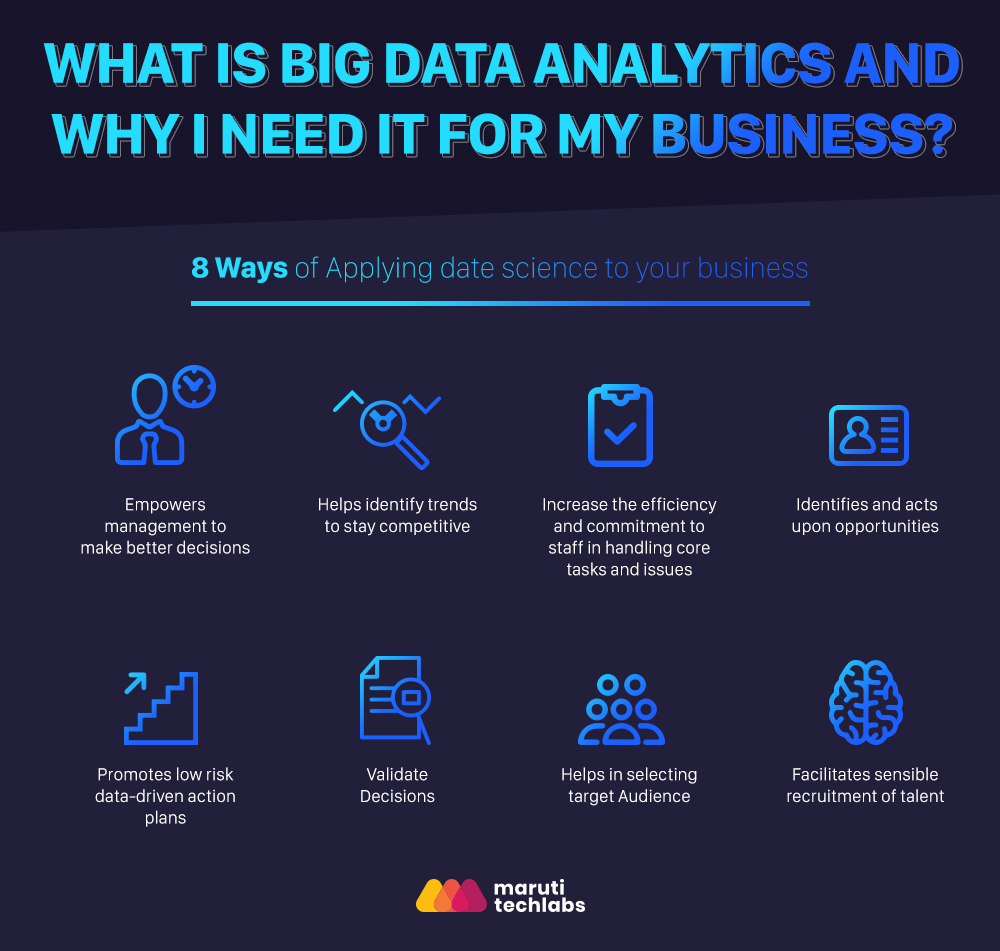 WHAT IS BIG DATA ANALYTICS AND
WHY I NEED IT FOR MY BUSINESS?
8 Ways of Applying date science to your business
Empowers
management to
make better decisions
Helps identify trends
to stay competitive
Increase the efficiency
and commitment to
staff in handling core
tasks and issues
Identifies and acts
upon opportunities
Promotes low risk
data-driven action
plans
Validate
Decisions
Helps in selecting
target Audience
Facilitates sensible
recruitment of talent
maruti
techlabs